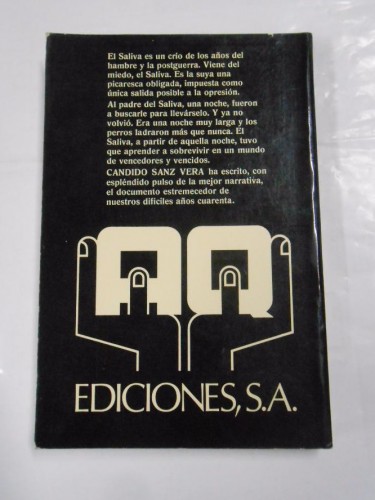 El Saliva es un crio de los años del
hambre y la postguerra. Viene del
miedo, el Saliva. Es la suya una
picaresca obligada, impuesta como
única salida posible a la opresión.
Al padre del Saliva, una noche, fueron
a buscarle para llevárselo. Y ya no
volvió. Era una noche muy larga y los
perros ladraron más que nunca. El
Saliva, a partir de aquella noche, tuvo
que aprender a sobrevivir en un mundo
de vencedores y vencidos.
CANDIDO SANZ VERA ha escrito, con
espléndido pulso de la mejor narrativa,
el documento estremecedor de
nuestros difíciles años cuarenta.
AQ
EDICIONES, S.A.